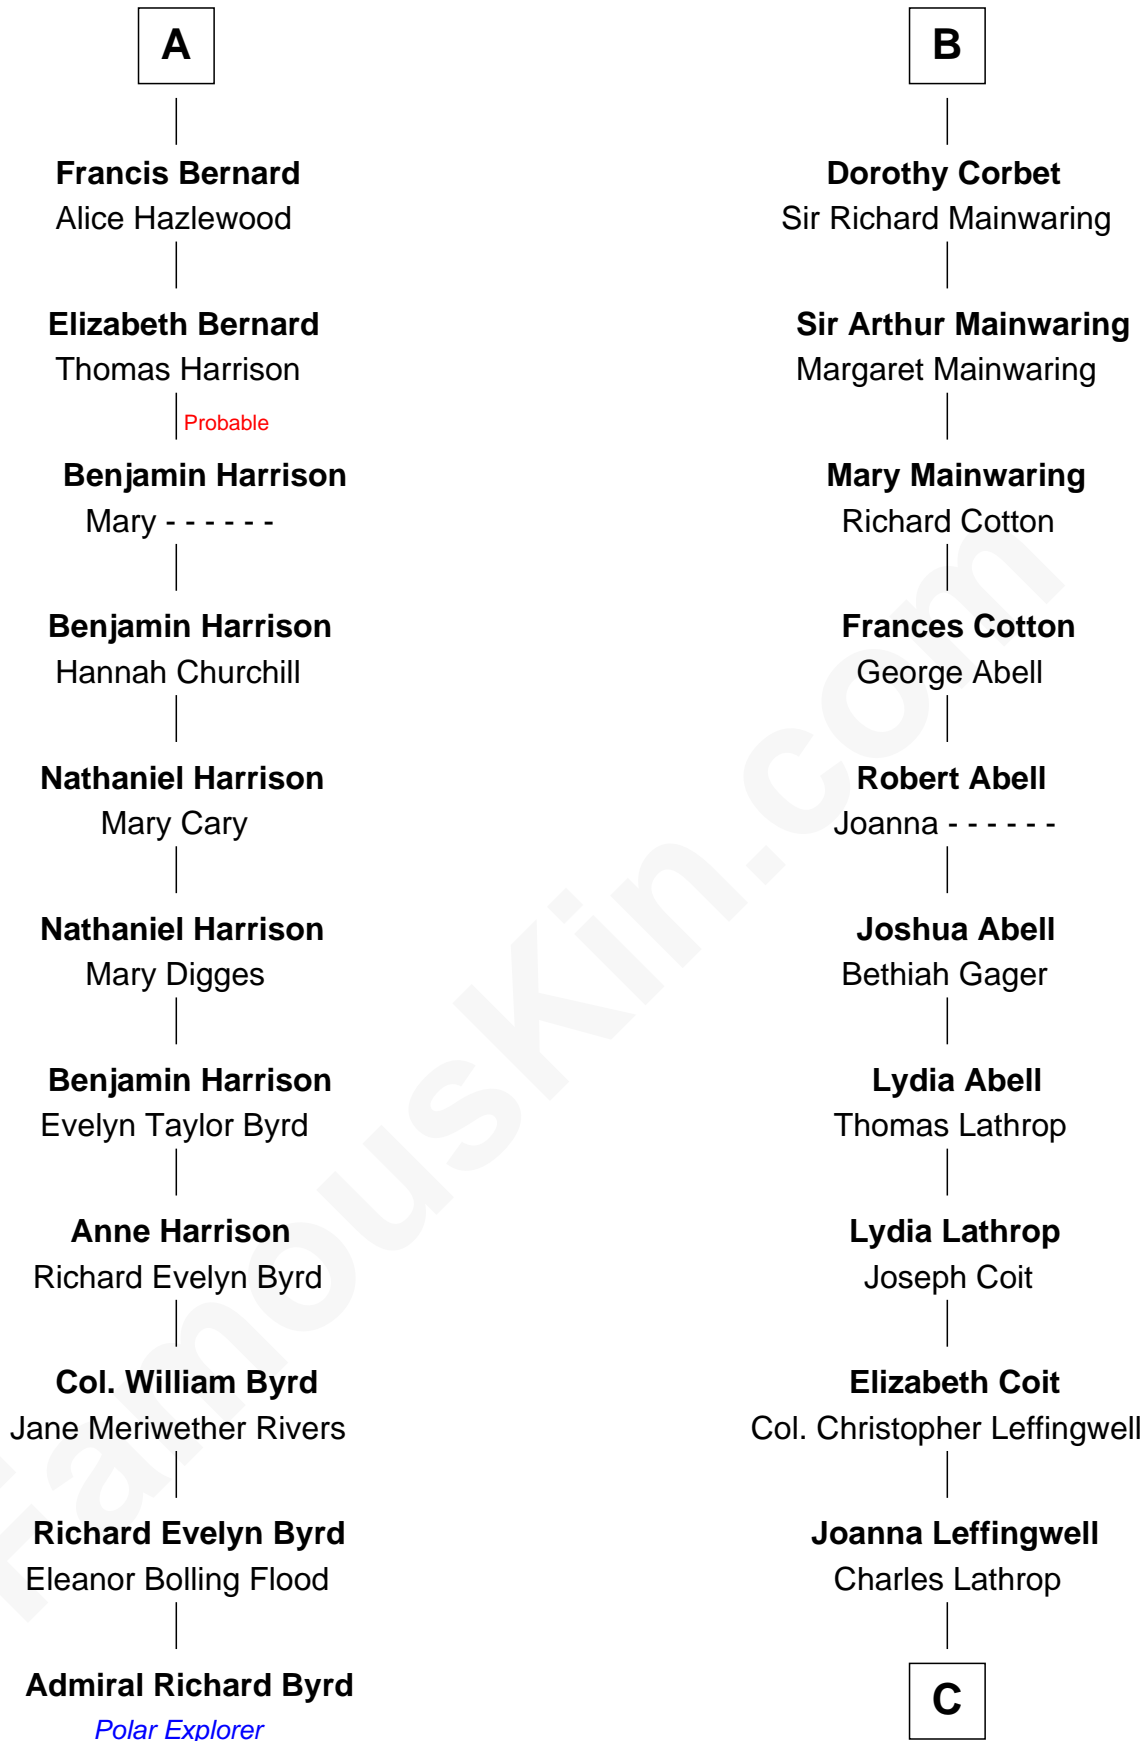 A
Francis Bernard
Alice Hazlewood
Elizabeth Bernard
Thomas Harrison
Probable
Benjamin Harrison
Mary - - - - - -
Benjamin Harrison
Hannah Churchill
Nathaniel Harrison
Mary Cary
Nathaniel Harrison
Mary Digges
Benjamin Harrison
Evelyn Taylor Byrd
Anne Harrison
Richard Evelyn Byrd
Col. William Byrd
Jane Meriwether Rivers
Richard Evelyn Byrd
Eleanor Bolling Flood
Admiral Richard Byrd
Polar Explorer
B
Dorothy Corbet
Sir Richard Mainwaring
Sir Arthur Mainwaring
Margaret Mainwaring
Mary Mainwaring
Richard Cotton
Frances Cotton
George Abell
Robert Abell
Joanna - - - - - -
Joshua Abell
Bethiah Gager
Lydia Abell
Thomas Lathrop
Lydia Lathrop
Joseph Coit
Elizabeth Coit
Col. Christopher Leffingwell
Joanna Leffingwell
Charles Lathrop
C
FamousKin.com